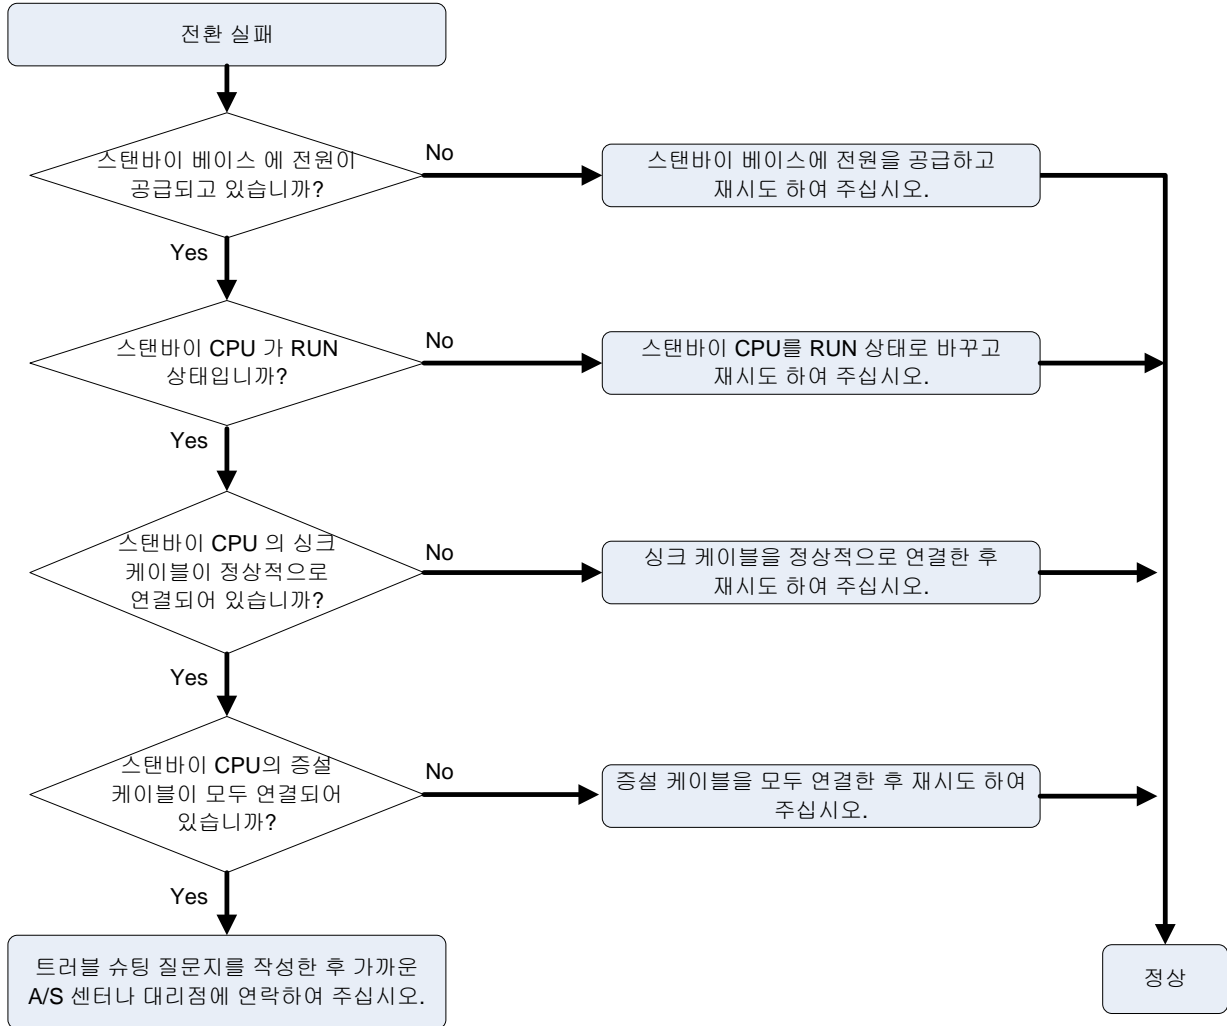 전환 실패
스탠바이 베이스 에 전원이
공급되고 있습니까?
No
스탠바이 베이스에 전원을 공급하고
재시도 하여 주십시오.
Yes
스탠바이 CPU 가 RUN
상태입니까?
No
스탠바이 CPU를 RUN 상태로 바꾸고
재시도 하여 주십시오.
Yes
스탠바이 CPU 의 싱크
케이블이 정상적으로
연결되어 있습니까?
No
싱크 케이블을 정상적으로 연결한 후
재시도 하여 주십시오.
Yes
스탠바이 CPU의 증설
케이블이 모두 연결되어
있습니까?
No
증설 케이블을 모두 연결한 후 재시도 하여
주십시오.
Yes
트러블 슈팅 질문지를 작성한 후 가까운
A/S 센터나 대리점에 연락하여 주십시오.
정상